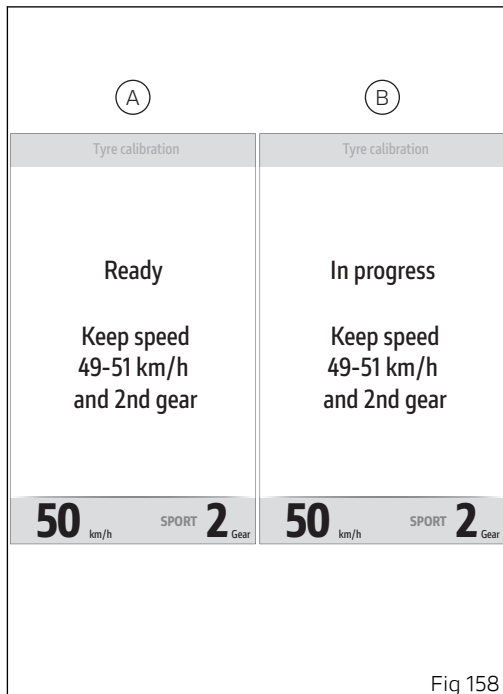 A
B
Tyre calibration
Ready
Keep speed
49-51 km/h
and 2nd gear
50 km/h SPORT 2 Gear
Tyre calibration
In progress
Keep speed
49-51 km/h
and 2nd gear
50 km/h SPORT 2 Gear
Fig 158